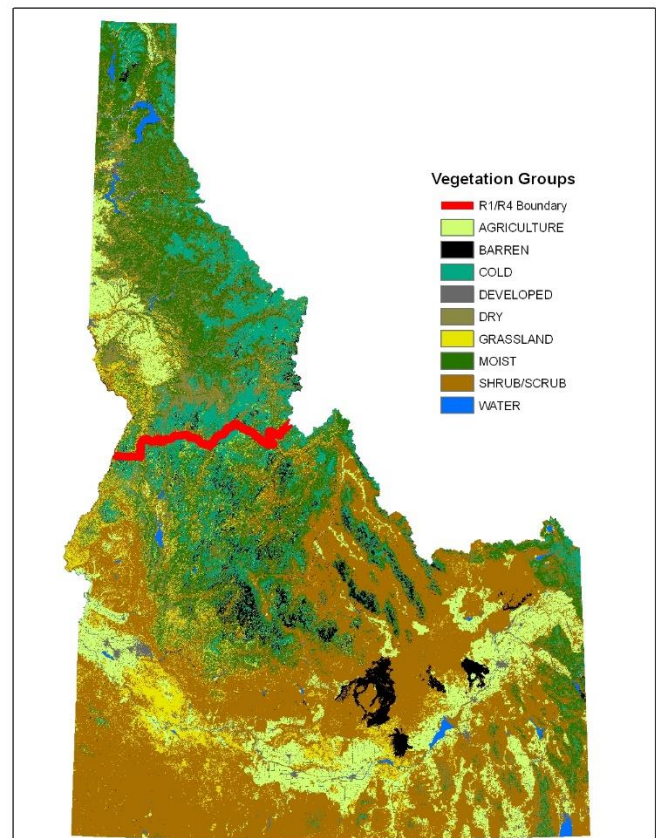 Vegetation Groups
R1/R4 Boundary
AGRICULTURE
BARREN
COLD
DEVELOPED
DRY
GRASSLAND
MOIST
SHRUB/SCRUB
WATER